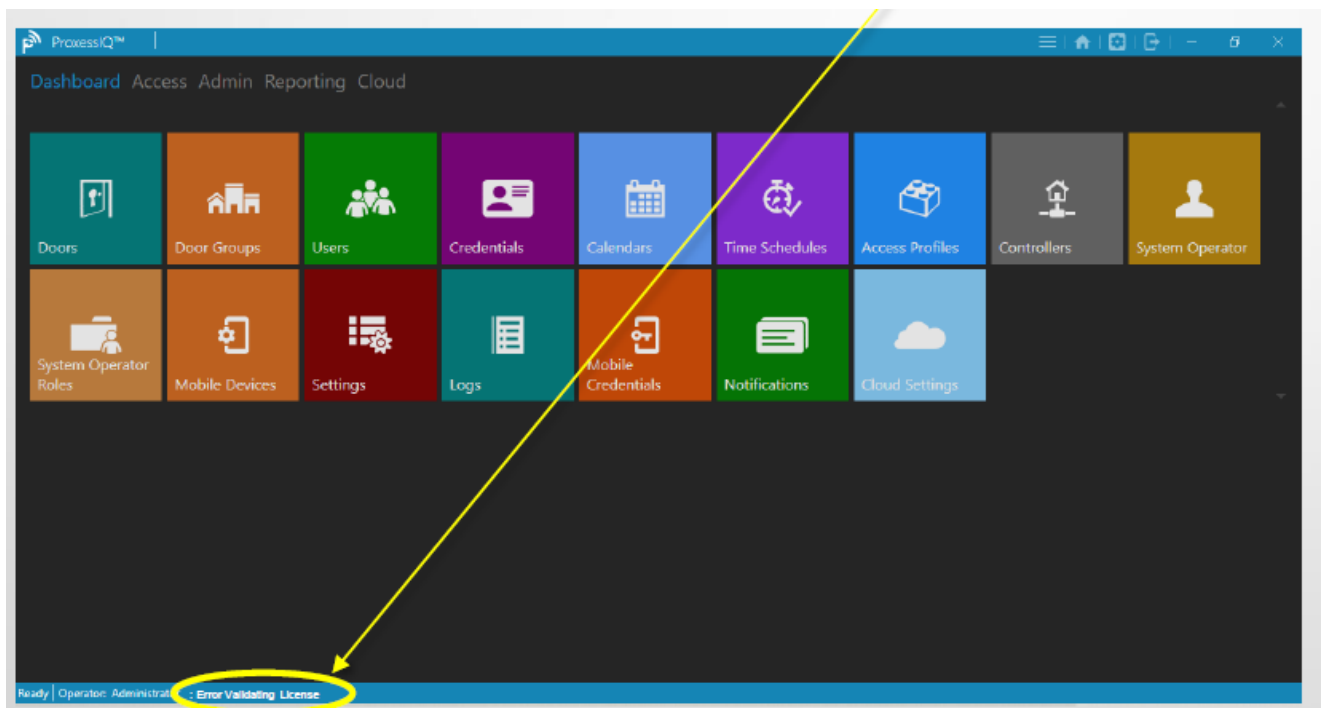 ProxessIQ™
Dashboard Access Admin Reporting Cloud
Doors
Door Groups
Users
Credentials
Calendars
Time Schedules
Access Profiles
Controllers
System Operator
System Operator
Roles
Mobile Devices
Settings
Logs
Mobile
Credentials
Notifications
Cloud Settings
Ready Operator: Administrat : Error Validating License